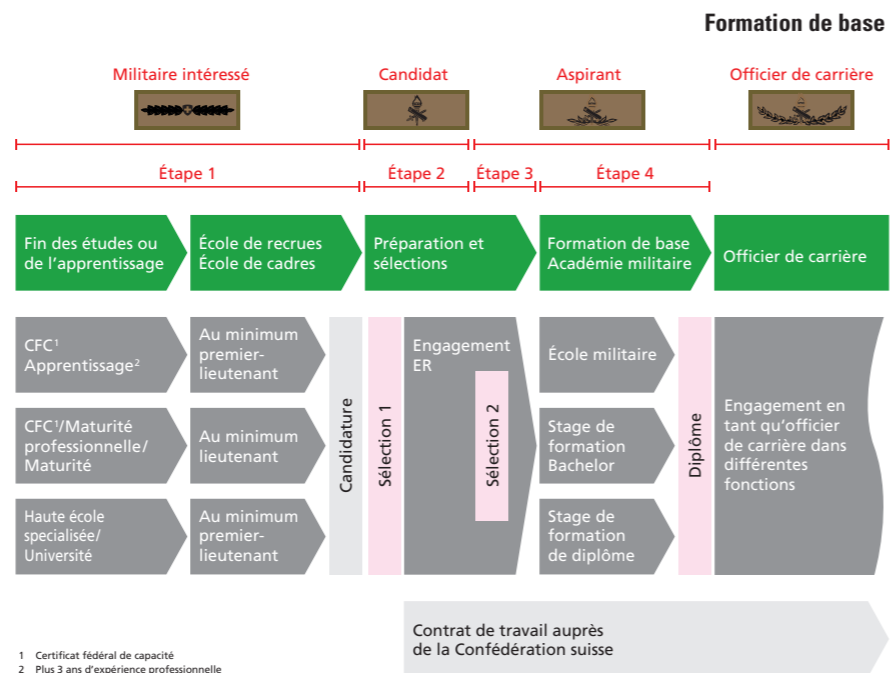 Formation de base
Militaire intéressé
Candidat
Aspirant
Officier de carrière
Étape 1
Étape 2
Étape 3
Étape 4
Fin des études ou
de l'apprentissage
École de recrues
École de cadres
Préparation et
sélections
Formation de base
Académie militaire
Officier de carrière
CFC¹
Apprentissage²
Au minimum
premier-
lieutenant
CFC¹/Maturité
professionnelle/
Maturité
Au minimum
lieutenant
Haute école
specialisée/
Université
Au minimum
premier-
lieutenant
Candidature
Sélection 1
Engagement
ER
Sélection 2
École militaire
Stage de
formation
Bachelor
Stage de
formation
de diplôme
Diplôme
Engagement en
tant qu'officier
de carrière dans
différentes
fonctions
Contrat de travail auprès
de la Confédération suisse
1 Certificat fédéral de capacité
2 Plus 3 ans d'expérience professionnelle